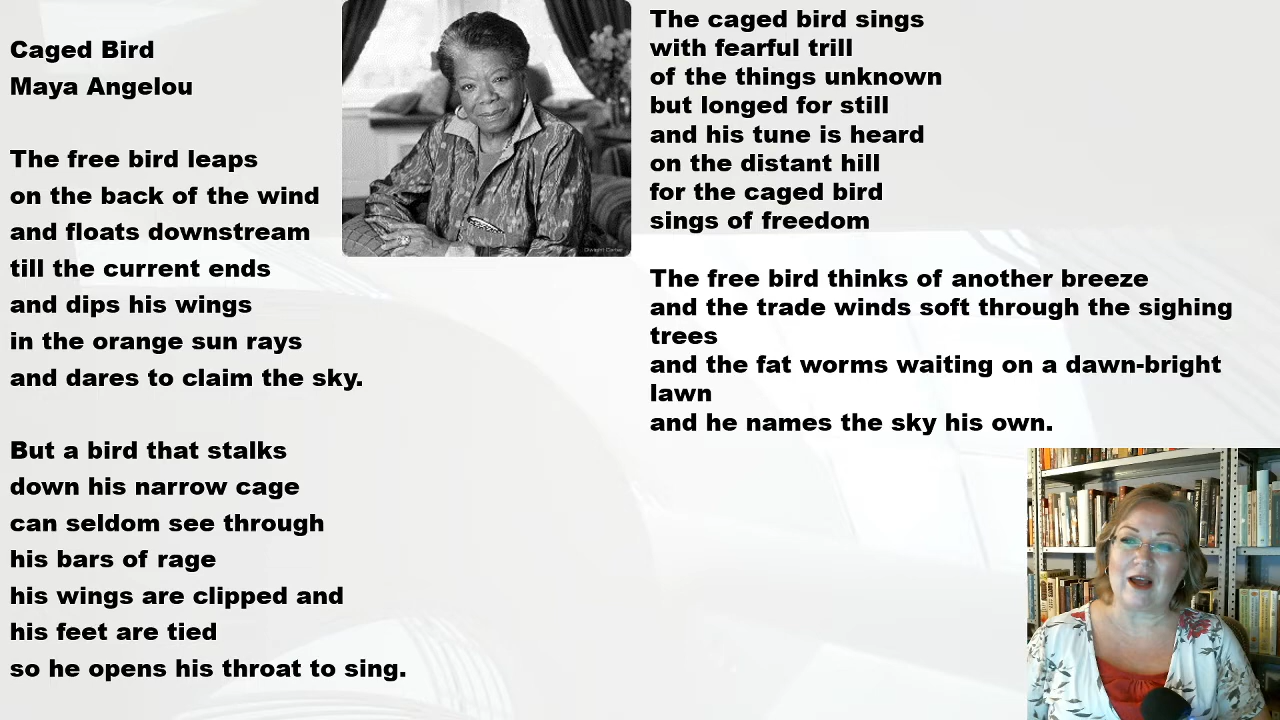 Caged Bird
Maya Angelou
The free bird leaps
on the back of the wind
and floats downstream
till the current ends
and dips his wings
in the orange sun rays
and dares to claim the sky.
But a bird that stalks
down his narrow cage
can seldom see through
his bars of rage
his wings are clipped and
his feet are tied
so he opens his throat to sing.
Dwight Carter
The caged bird sings
with fearful trill
of the things unknown
but longed for still
and his tune is heard
on the distant hill
for the caged bird
sings of freedom
The free bird thinks of another breeze
and the trade winds soft through the sighing
trees
and the fat worms waiting on a dawn-bright
lawn
and he names the sky his own.